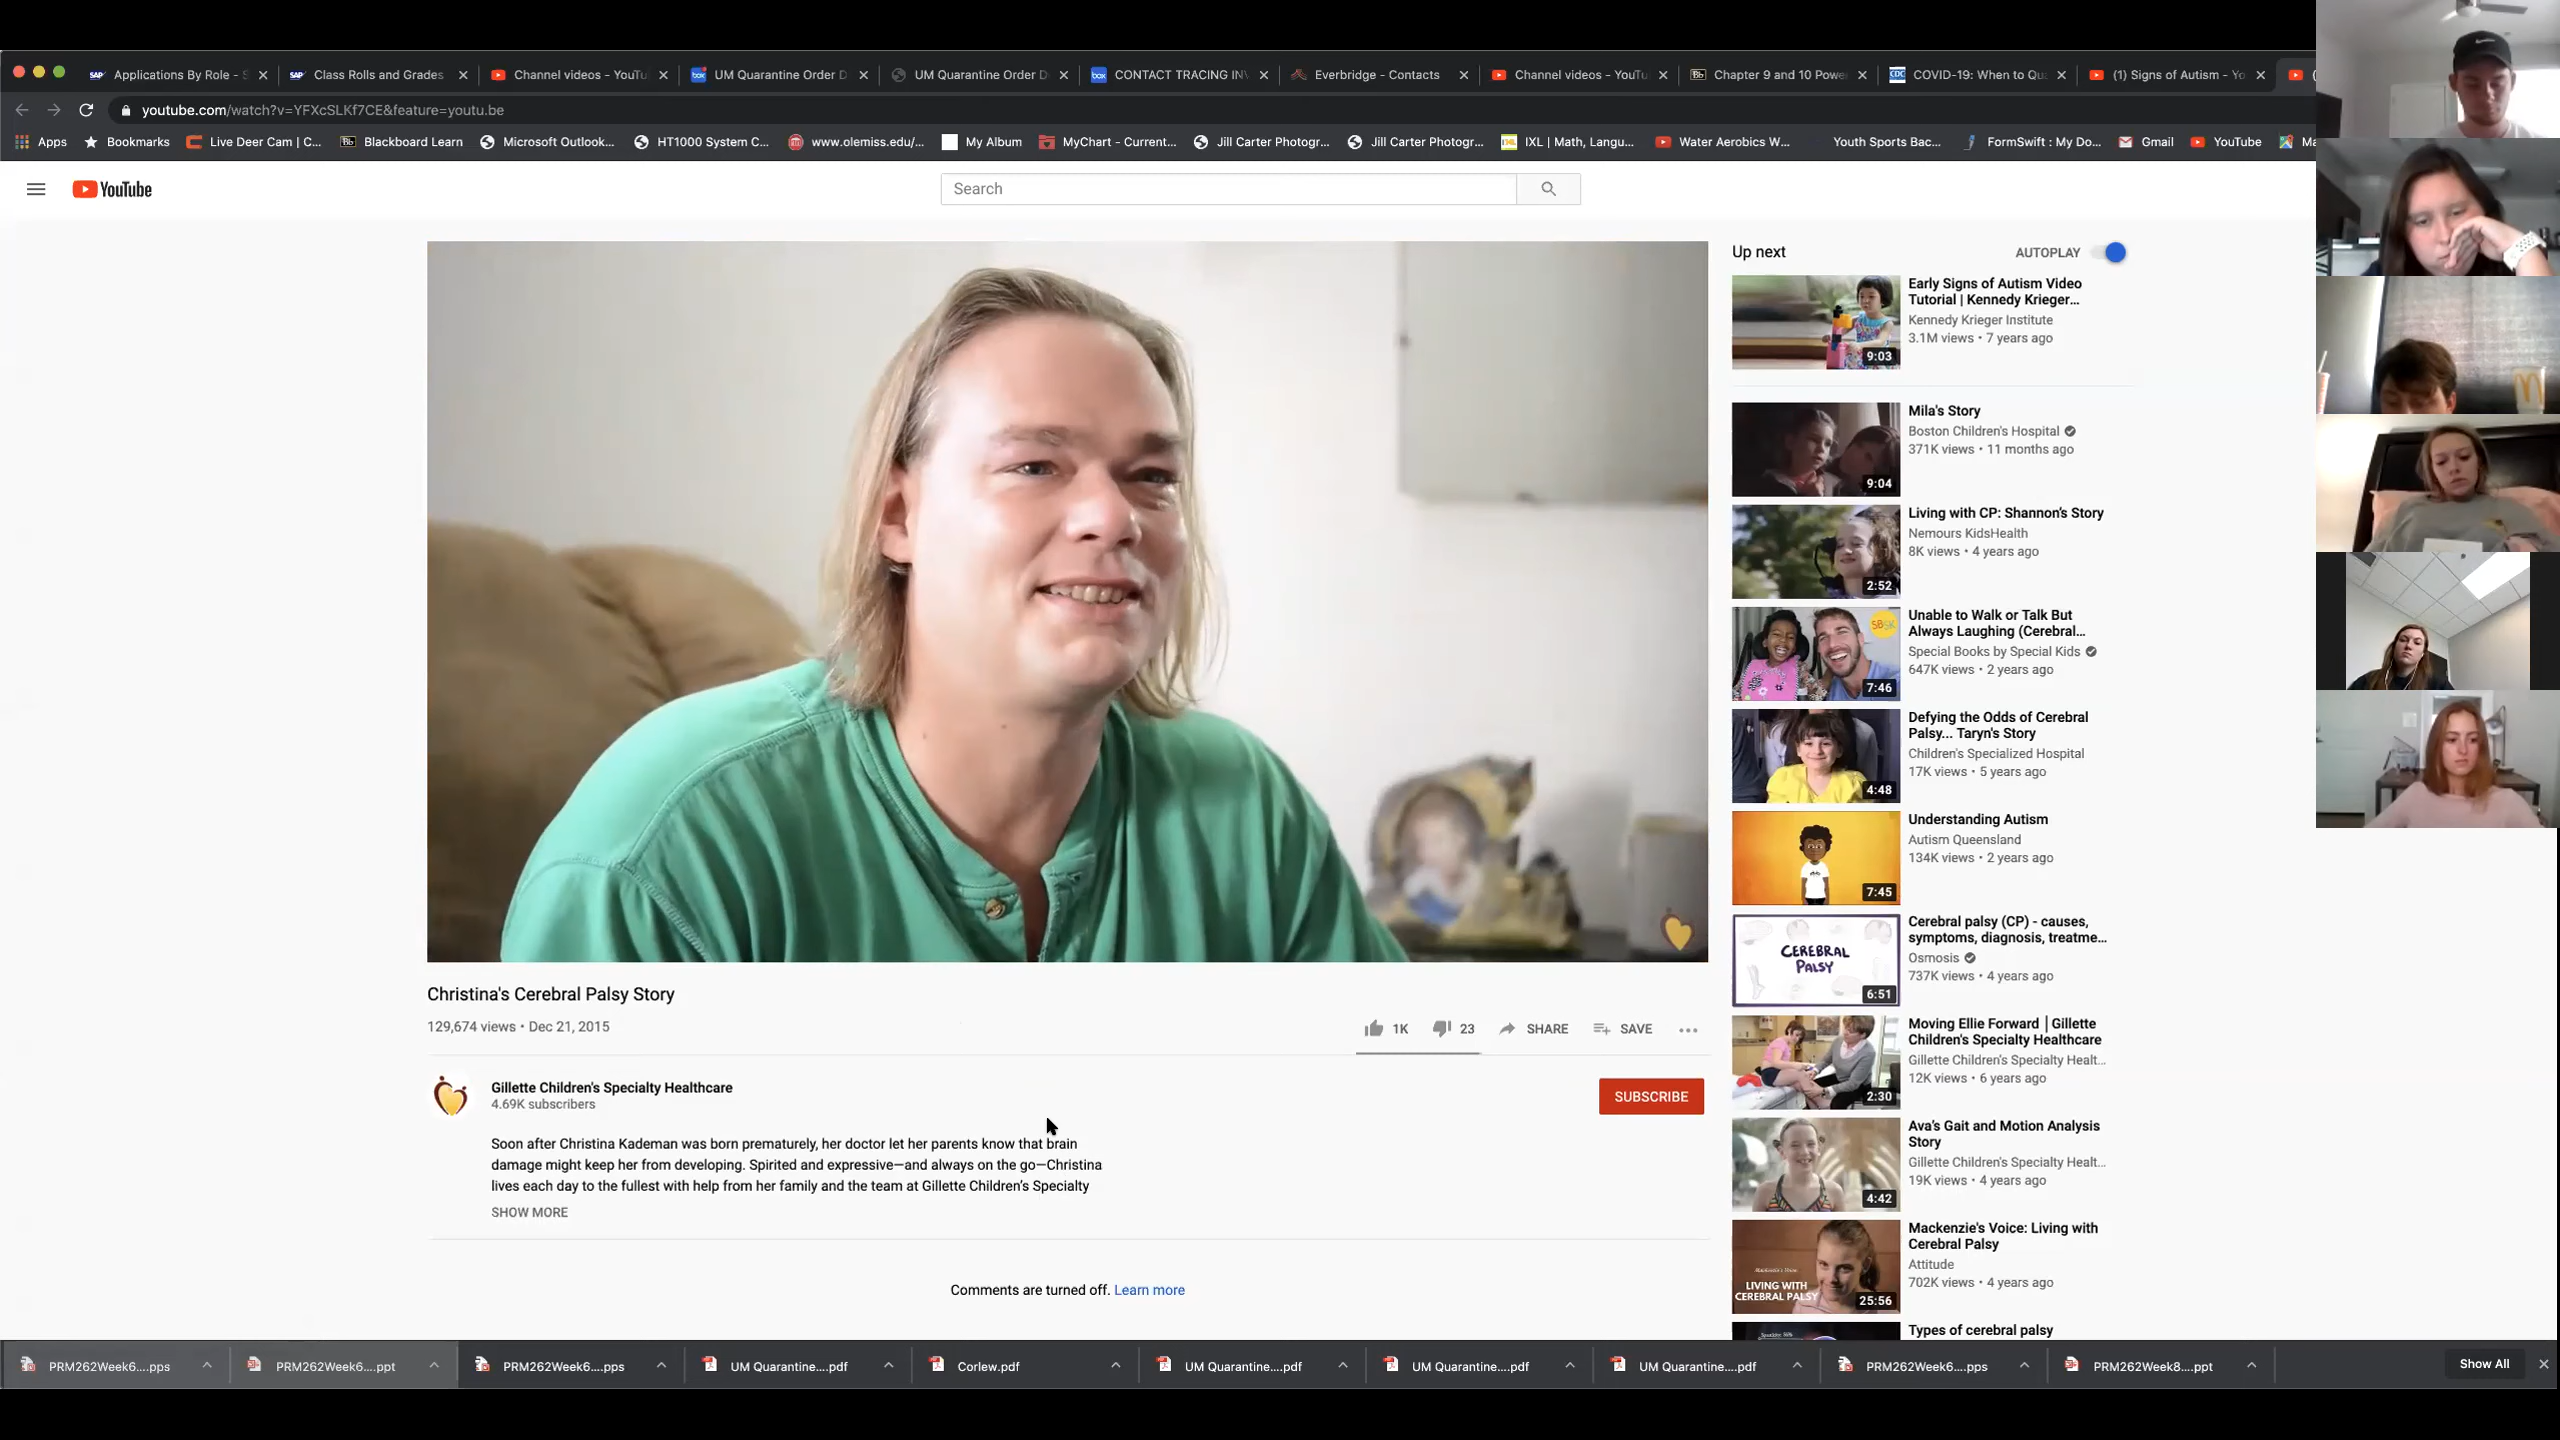 Applications By Role - S
Class Rolls and Grades
Channel videos - YouTu
UM Quarantine Order D
UM Quarantine Order D
CONTACT TRACING INV
Everbridge - Contacts
Channel videos - YouTu
Chapter 9 and 10 Powe
COVID-19: When to Qua
(1) Signs of Autism - Yo
youtube.com/watch?v=YFXcSLKf7CE&feature=youtu.be
Apps
Bookmarks
Live Deer Cam | C...
Blackboard Learn
Microsoft Outlook...
HT1000 System C...
www.olemiss.edu/...
My Album
MyChart - Current...
Jill Carter Photogr...
Jill Carter Photogr...
IXL | Math, Langu...
Water Aerobics W...
Youth Sports Bac...
FormSwift : My Do...
Gmail
YouTube
Ma
YouTube
Search
Christina's Cerebral Palsy Story
129,674 views • Dec 21, 2015
1K
23
SHARE
SAVE
Gillette Children's Specialty Healthcare
4.69K subscribers
SUBSCRIBE
Soon after Christina Kademan was born prematurely, her doctor let her parents know that brain
damage might keep her from developing. Spirited and expressive—and always on the go—Christina
lives each day to the fullest with help from her family and the team at Gillette Children's Specialty
SHOW MORE
Comments are turned off. Learn more
Up next
AUTOPLAY
Early Signs of Autism Video
Tutorial | Kennedy Krieger...
Kennedy Krieger Institute
3.1M views • 7 years ago
9:03
Mila's Story
Boston Children's Hospital
371K views • 11 months ago
9:04
Living with CP: Shannon's Story
Nemours KidsHealth
8K views • 4 years ago
2:52
Unable to Walk or Talk But
Always Laughing (Cerebral...
Special Books by Special Kids
647K views • 2 years ago
SBSK
7:46
Defying the Odds of Cerebral
Palsy... Taryn's Story
Children's Specialized Hospital
17K views • 5 years ago
4:48
Understanding Autism
Autism Queensland
134K views • 2 years ago
7:45
Cerebral palsy (CP) - causes,
symptoms, diagnosis, treatme...
Osmosis
737K views • 4 years ago
CEREBRAL
PALSY
6:51
Moving Ellie Forward | Gillette
Children's Specialty Healthcare
Gillette Children's Specialty Healt...
12K views • 6 years ago
2:30
Ava's Gait and Motion Analysis
Story
Gillette Children's Specialty Healt...
19K views • 4 years ago
4:42
Mackenzie's Voice: Living with
Cerebral Palsy
Attitude
702K views • 4 years ago
LIVING WITH
CEREBRAL PALSY
25:56
Types of cerebral palsy
PRM262Week6....pps
PRM262Week6....ppt
PRM262Week6....pps
UM Quarantine....pdf
Corlew.pdf
UM Quarantine....pdf
UM Quarantine....pdf
UM Quarantine....pdf
PRM262Week6....pps
PRM262Week8....ppt
Show All